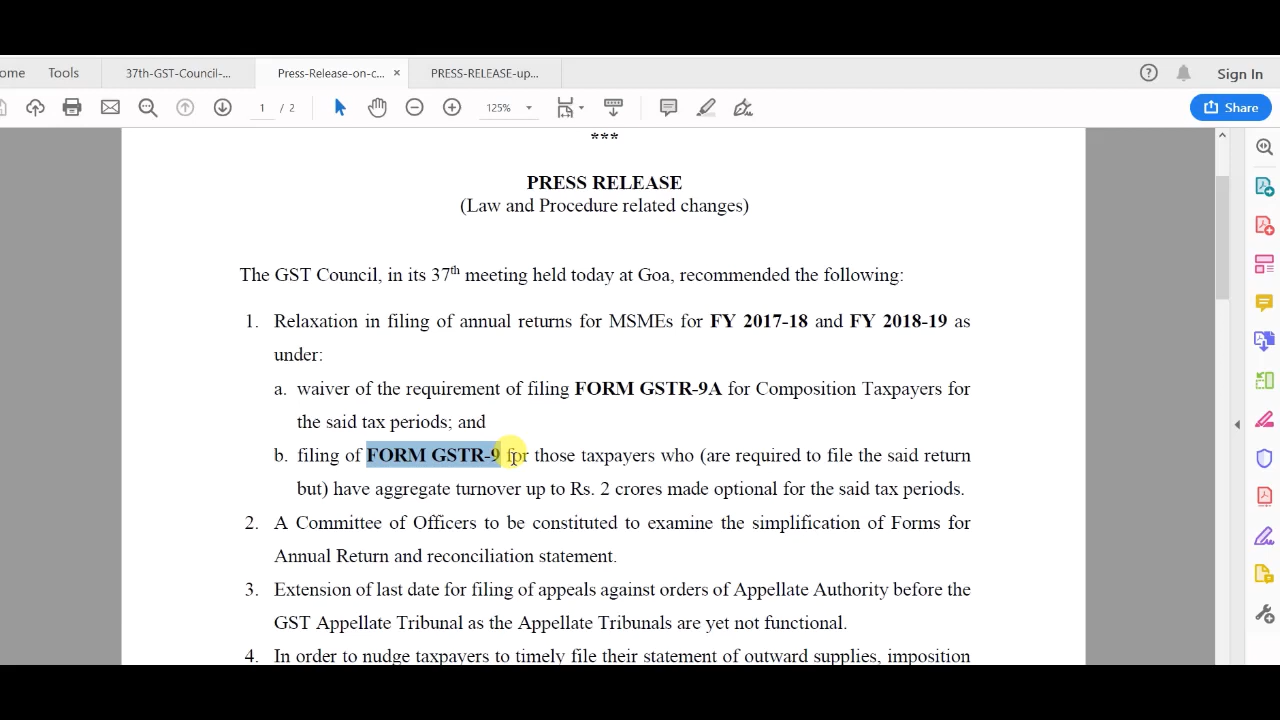 ome Tools 37th-GST-Council-... Press-Release-on-c... × PRESS-RELEASE-up... Sign In
1 / 2 125% Share
***
PRESS RELEASE
(Law and Procedure related changes)
The GST Council, in its 37th meeting held today at Goa, recommended the following:
1. Relaxation in filing of annual returns for MSMEs for FY 2017-18 and FY 2018-19 as
under:
a. waiver of the requirement of filing FORM GSTR-9A for Composition Taxpayers for
the said tax periods; and
b. filing of FORM GSTR-9 for those taxpayers who (are required to file the said return
but) have aggregate turnover up to Rs. 2 crores made optional for the said tax periods.
2. A Committee of Officers to be constituted to examine the simplification of Forms for
Annual Return and reconciliation statement.
3. Extension of last date for filing of appeals against orders of Appellate Authority before the
GST Appellate Tribunal as the Appellate Tribunals are yet not functional.
4. In order to nudge taxpayers to timely file their statement of outward supplies, imposition